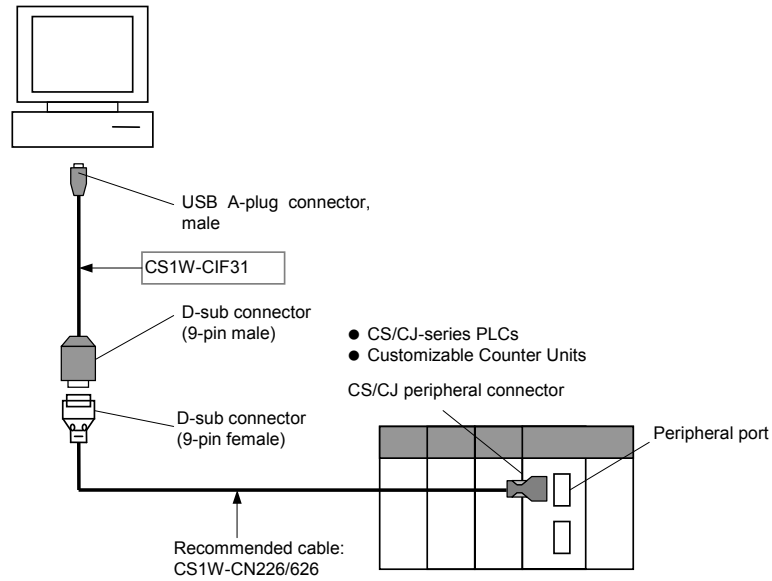 USB A-plug connector,
male
CS1W-CIF31
D-sub connector
(9-pin male)
● CS/CJ-series PLCs
● Customizable Counter Units
CS/CJ peripheral connector
D-sub connector
(9-pin female)
Peripheral port
Recommended cable:
CS1W-CN226/626